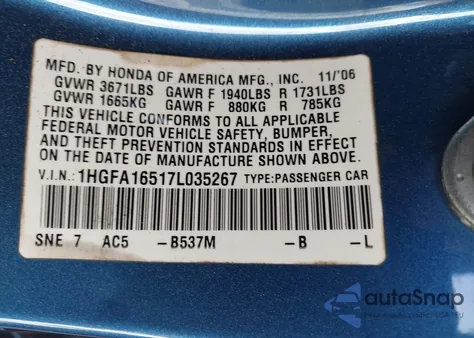 MFD. BY HONDA OF AMERICA MFG., INC. 11/'06
GVWR 3671LBS GAWR F 1940LBS R 1731LBS
GVWR 1665KG GAWR F 880KG R 785KG
THIS VEHICLE CONFORMS TO ALL APPLICABLE
FEDERAL MOTOR VEHICLE SAFETY, BUMPER,
AND THEFT PREVENTION STANDARDS IN EFFECT
ON THE DATE OF MANUFACTURE SHOWN ABOVE.
V.I.N.: 1HGFA16517L035267 TYPE:PASSENGER CAR
SNE 7 AC5 -B537M -B -L
autoSnap